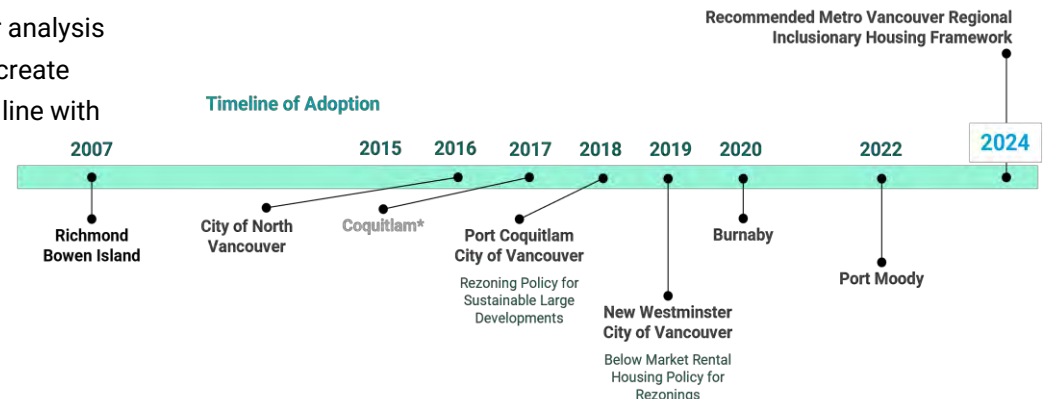 r analysis
create
line with
Recommended Metro Vancouver Regional
Inclusionary Housing Framework
Timeline of Adoption
2007
2015
2016
2017
2018
2019
2020
2022
2024
Richmond
Bowen Island
City of North
Vancouver
Coquitlam*
Port Coquitlam
City of Vancouver
Rezoning Policy for
Sustainable Large
Developments
New Westminster
City of Vancouver
Below Market Rental
Housing Policy for
Rezonings
Burnaby
Port Moody